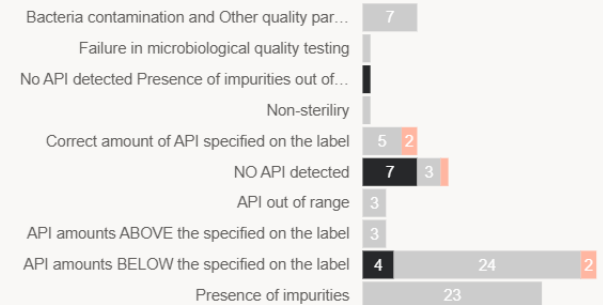 Bacteria contamination and Other quality par... 7
Failure in microbiological quality testing
No API detected Presence of impurities out of...
Non-steriliry
Correct amount of API specified on the label 5 2
NO API detected 7 3
API out of range 3
API amounts ABOVE the specified on the label 3
API amounts BELOW the specified on the label 4 24 2
Presence of impurities 23